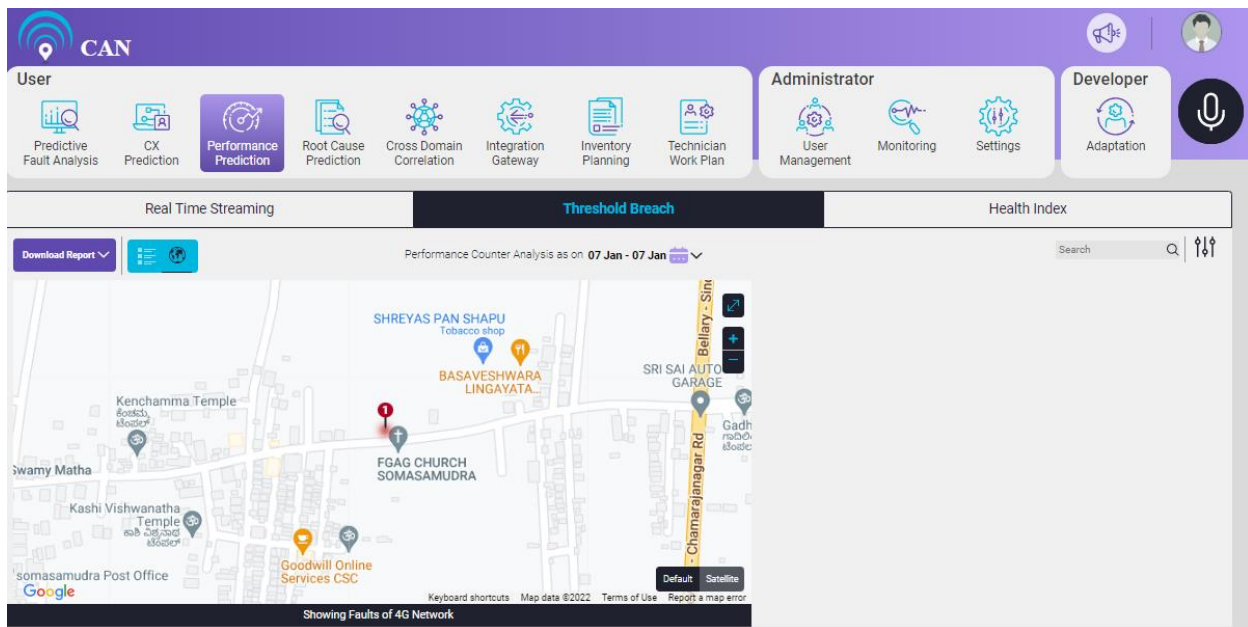 CAN
User
Administrator
Developer
Predictive
Fault Analysis
CX
Prediction
Performance
Prediction
Root Cause
Prediction
Cross Domain
Correlation
Integration
Gateway
Inventory
Planning
Technician
Work Plan
User
Management
Monitoring
Settings
Adaptation
Real Time Streaming
Threshold Breach
Health Index
Download Report
Performance Counter Analysis as on 07 Jan - 07 Jan
Search
SHREYAS PAN SHAPU
Tobacco shop
BASAVESHWARA
LINGAYATA...
Bellary - Sind
SRI SAI AUTO
GARAGE
Kenchamma Temple
ಕೆಂಚಮ್ಮ
ಟೆಂಪಲ್
1
FGAG CHURCH
SOMASAMUDRA
Gadh
Swamy Matha
- Chamarajanagar Rd
Kashi Vishwanatha
Temple
ಕಾಶಿ ವಿಶ್ವನಾಥ
ಟೆಂಪಲ್
Goodwill Online
Services CSC
somasamudra Post Office
Google
Default
Satellite
Keyboard shortcuts Map data ©2022 Terms of Use Report a map error
Showing Faults of 4G Network